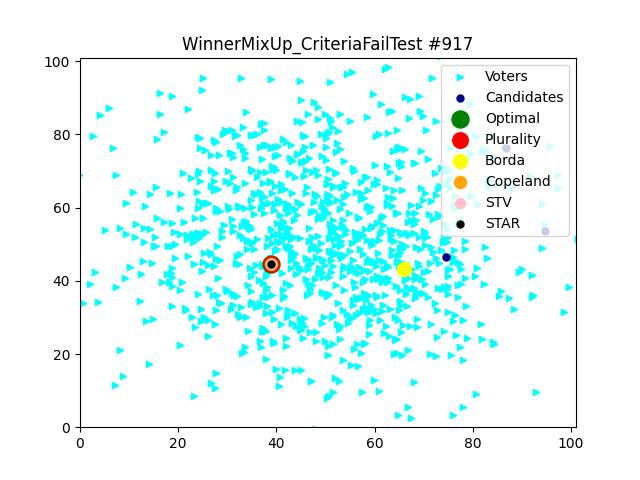 WinnerMixUp_CriteriaFailTest #917
100
80
60
40
20
0
0
20
40
60
80
100
Voters
Candidates
Optimal
Plurality
Borda
Copeland
STV
STAR